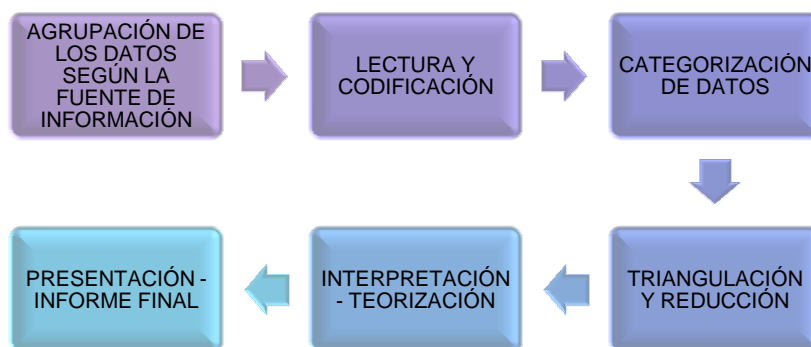 AGRUPACIÓN DE
LOS DATOS
SEGÚN LA
FUENTE DE
INFORMACIÓN
LECTURA Y
CODIFICACIÓN
CATEGORIZACIÓN
DE DATOS
TRIANGULACIÓN
Y REDUCCIÓN
INTERPRETACIÓN
- TEORIZACIÓN
PRESENTACIÓN -
INFORME FINAL